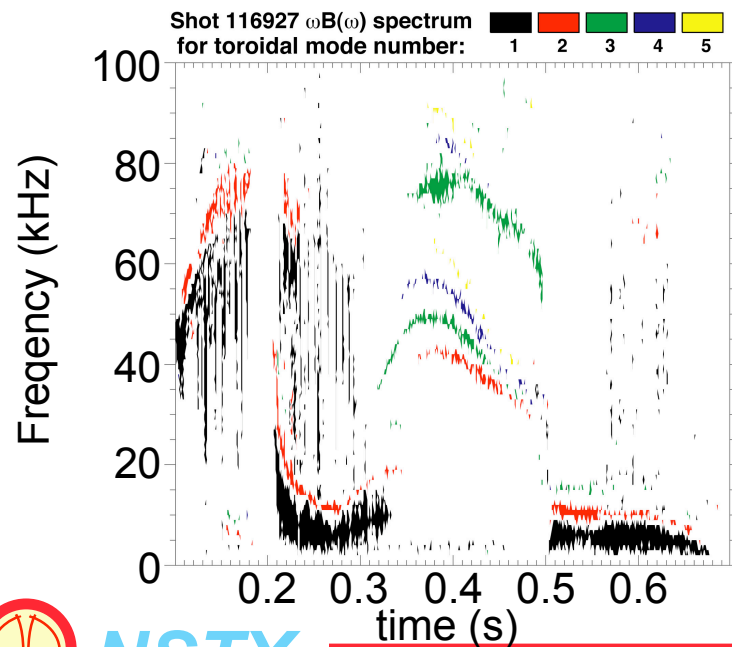 Shot 116927 ωB(ω) spectrum
for toroidal mode number:
1 2 3 4 5
Freqency (kHz)
100
80
60
40
20
0
0.2 0.3 0.4 0.5 0.6
time (s)
NSTX